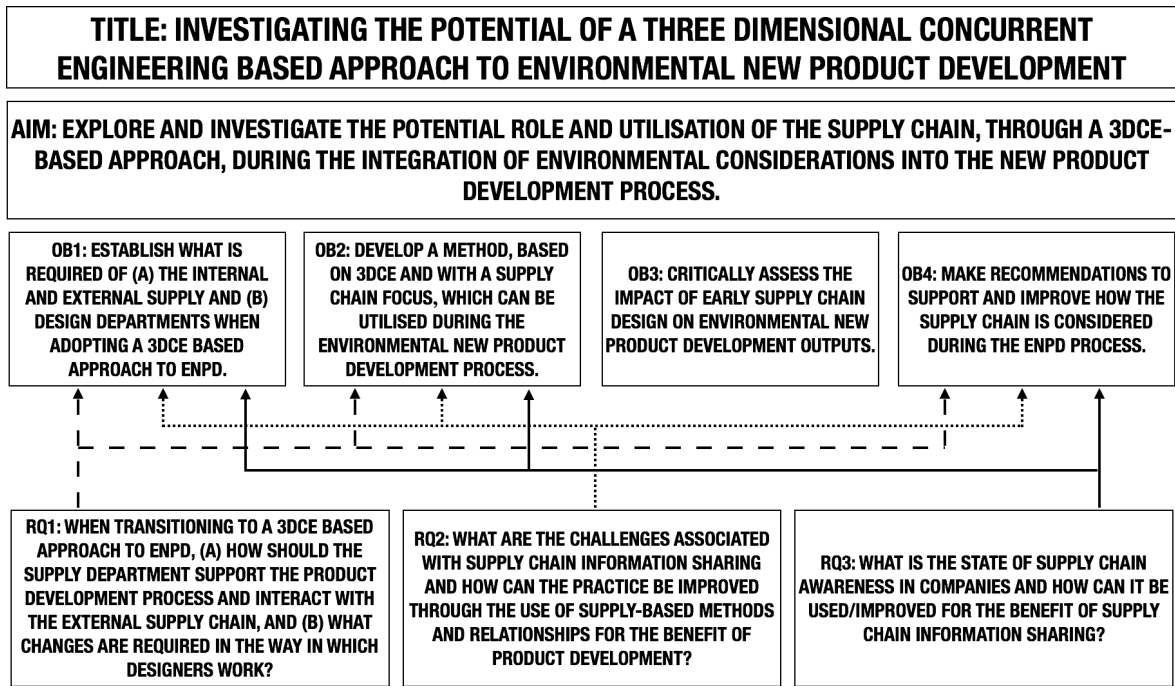 TITLE: INVESTIGATING THE POTENTIAL OF A THREE DIMENSIONAL CONCURRENT
ENGINEERING BASED APPROACH TO ENVIRONMENTAL NEW PRODUCT DEVELOPMENT
AIM: EXPLORE AND INVESTIGATE THE POTENTIAL ROLE AND UTILISATION OF THE SUPPLY CHAIN, THROUGH A 3DCE-
BASED APPROACH, DURING THE INTEGRATION OF ENVIRONMENTAL CONSIDERATIONS INTO THE NEW PRODUCT
DEVELOPMENT PROCESS.
OB1: ESTABLISH WHAT IS
REQUIRED OF (A) THE INTERNAL
AND EXTERNAL SUPPLY AND (B)
DESIGN DEPARTMENTS WHEN
ADOPTING A 3DCE BASED
APPROACH TO ENPD.
OB2: DEVELOP A METHOD, BASED
ON 3DCE AND WITH A SUPPLY
CHAIN FOCUS, WHICH CAN BE
UTILISED DURING THE
ENVIRONMENTAL NEW PRODUCT
DEVELOPMENT PROCESS.
OB3: CRITICALLY ASSESS THE
IMPACT OF EARLY SUPPLY CHAIN
DESIGN ON ENVIRONMENTAL NEW
PRODUCT DEVELOPMENT OUTPUTS.
OB4: MAKE RECOMMENDATIONS TO
SUPPORT AND IMPROVE HOW THE
SUPPLY CHAIN IS CONSIDERED
DURING THE ENPD PROCESS.
RQ1: WHEN TRANSITIONING TO A 3DCE BASED
APPROACH TO ENPD, (A) HOW SHOULD THE
SUPPLY DEPARTMENT SUPPORT THE PRODUCT
DEVELOPMENT PROCESS AND INTERACT WITH
THE EXTERNAL SUPPLY CHAIN, AND (B) WHAT
CHANGES ARE REQUIRED IN THE WAY IN WHICH
DESIGNERS WORK?
RQ2: WHAT ARE THE CHALLENGES ASSOCIATED
WITH SUPPLY CHAIN INFORMATION SHARING
AND HOW CAN THE PRACTICE BE IMPROVED
THROUGH THE USE OF SUPPLY-BASED METHODS
AND RELATIONSHIPS FOR THE BENEFIT OF
PRODUCT DEVELOPMENT?
RQ3: WHAT IS THE STATE OF SUPPLY CHAIN
AWARENESS IN COMPANIES AND HOW CAN IT BE
USED/IMPROVED FOR THE BENEFIT OF SUPPLY
CHAIN INFORMATION SHARING?